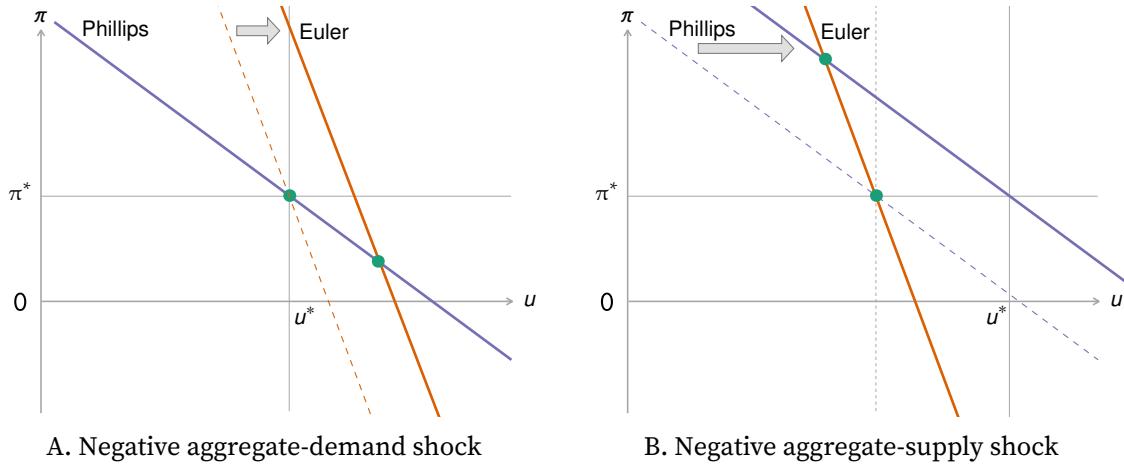 π
Phillips
Euler
π*
0
u
u*
A. Negative aggregate-demand shock
π
Phillips
Euler
π*
0
u
u*
B. Negative aggregate-supply shock